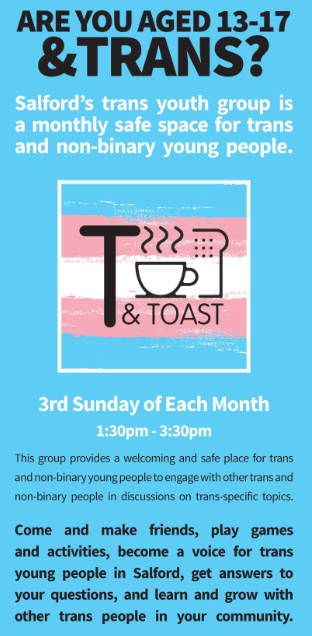 ARE YOU AGED 13-17
&TRANS?
Salford's trans youth group is
a monthly safe space for trans
and non-binary young people.
T
& TOAST
3rd Sunday of Each Month
1:30pm - 3:30pm
This group provides a welcoming and safe place for trans
and non-binary young people to engage with other trans and
non-binary people in discussions on trans-specific topics.
Come and make friends, play games
and activities, become a voice for trans
young people in Salford, get answers to
your questions, and learn and grow with
other trans people in your community.